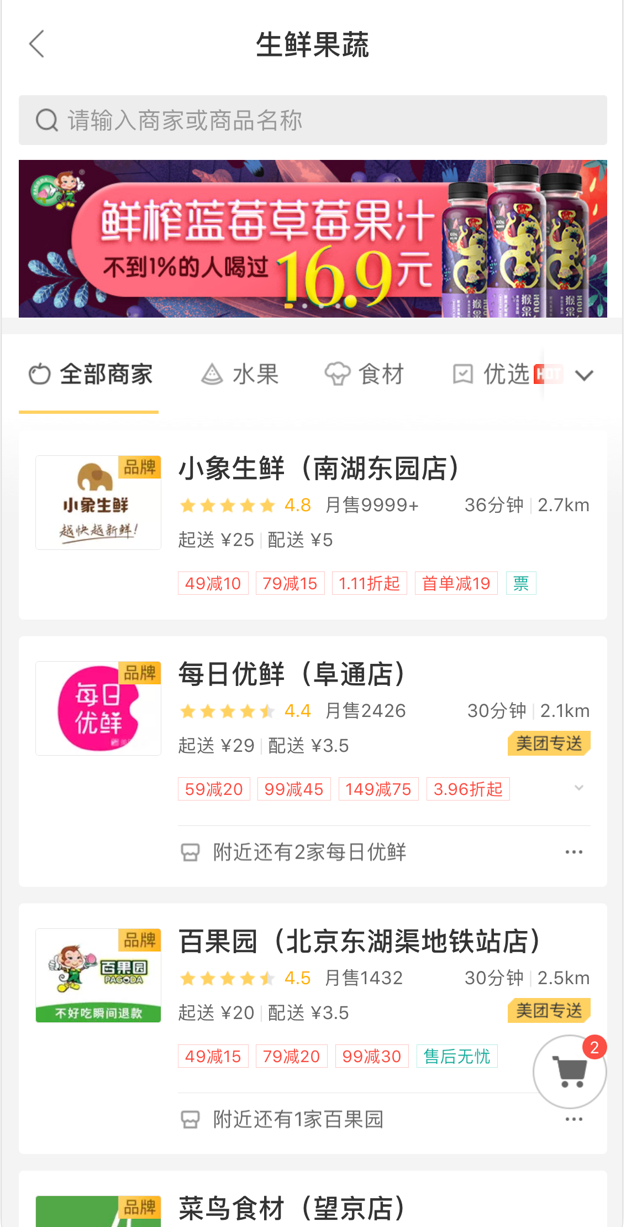 生鲜果蔬
请输入商家或商品名称
鲜榨蓝莓草莓果汁
不到1%的人喝过16.9元
全部商家 水果 食材 优选 HOT
品牌
小象生鲜
越快越新鲜!
小象生鲜（南湖东园店）
4.8 月售9999+ 36分钟 2.7km
起送 ¥25 配送 ¥5
49减10 79减15 1.11折起 首单减19 票
品牌
每日
优鲜
每日优鲜（阜通店）
4.4 月售2426 30分钟 2.1km
起送 ¥29 配送 ¥3.5 美团专送
59减20 99减45 149减75 3.96折起
附近还有2家每日优鲜
品牌
百果园
PAGODA
不好吃瞬间退款
百果园（北京东湖渠地铁站店）
4.5 月售1432 30分钟 2.5km
起送 ¥20 配送 ¥3.5 美团专送
49减15 79减20 99减30 售后无忧
2
附近还有1家百果园
品牌
菜鸟食材（望京店）